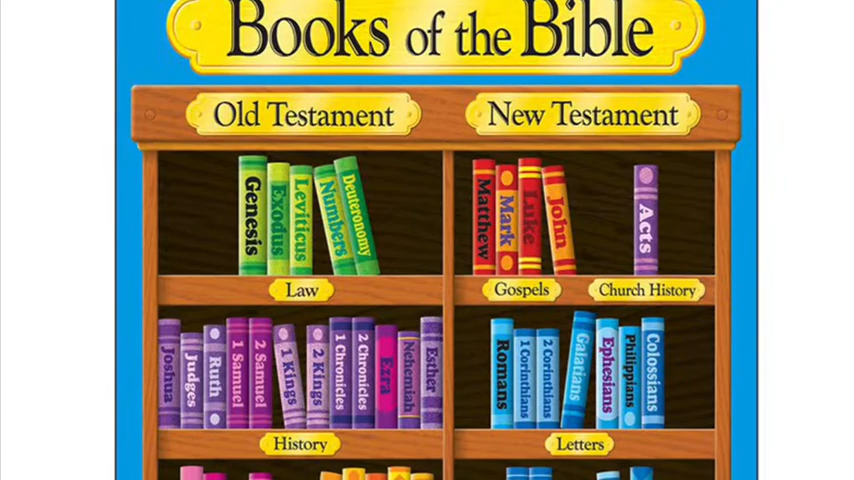 Books of the Bible
Old Testament
New Testament
Genesis
Exodus
Leviticus
Numbers
Deuteronomy
Matthew
Mark
Luke
John
Acts
Law
Gospels
Church History
Joshua
Judges
Ruth
1 Samuel
2 Samuel
1 Kings
2 Kings
1 Chronicles
2 Chronicles
Ezra
Nehemiah
Esther
Romans
1 Corinthians
2 Corinthians
Galatians
Ephesians
Philippians
Colossians
History
Letters